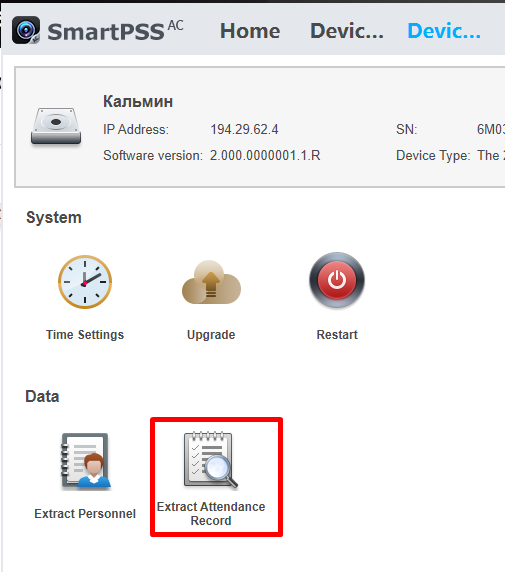 SmartPSS AC Home Devic... Devic...
Кальмин
IP Address: 194.29.62.4 SN: 6M03
Software version: 2.000.0000001.1.R Device Type: The 2
System
Time Settings Upgrade Restart
Data
Extract Personnel Extract Attendance
Record